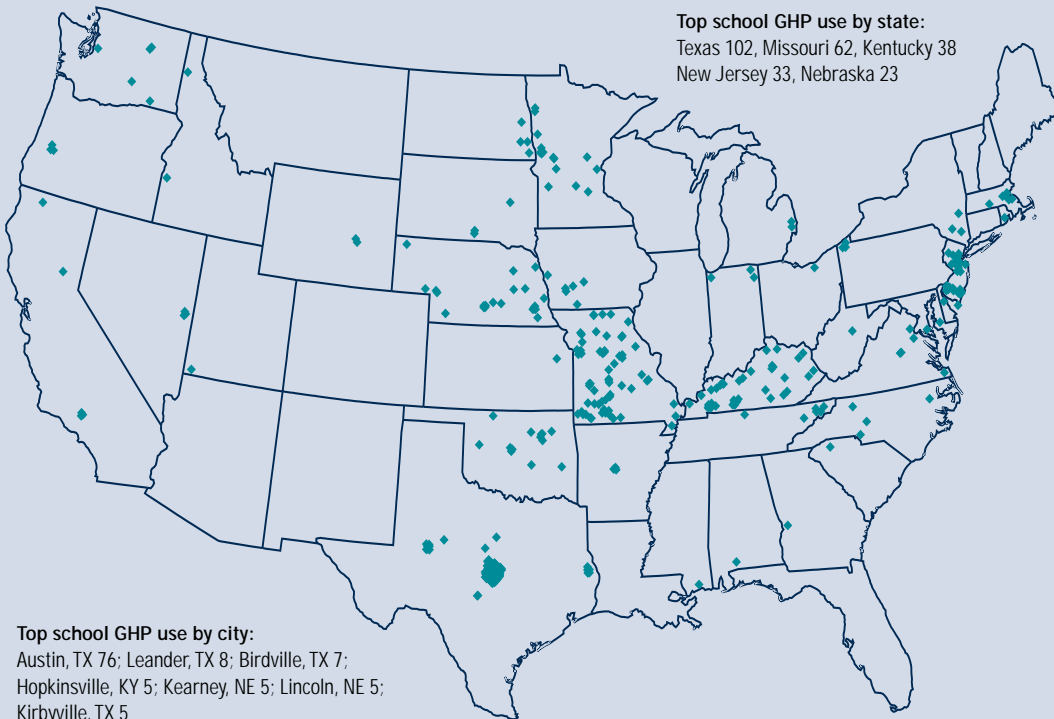 Top school GHP use by state:
Texas 102, Missouri 62, Kentucky 38
New Jersey 33, Nebraska 23
Top school GHP use by city:
Austin, TX 76; Leander, TX 8; Birdville, TX 7;
Hopkinsville, KY 5; Kearney, NE 5; Lincoln, NE 5;
Kirbyville, TX 5